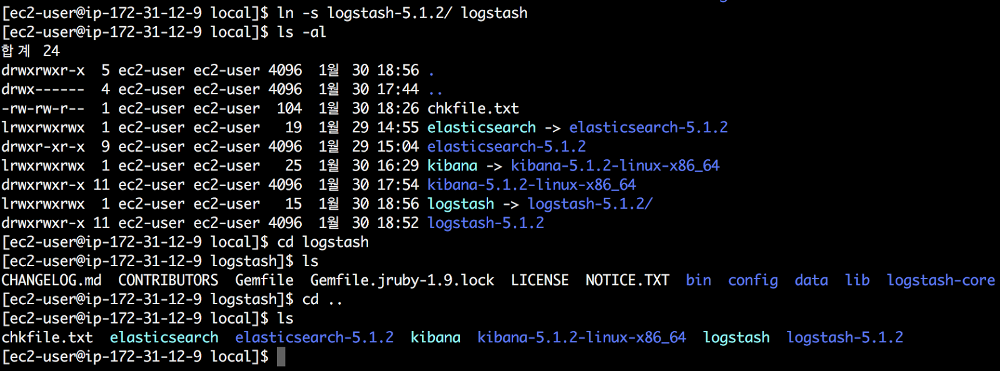 [ec2-user@ip-172-31-12-9 local]$ ln -s logstash-5.1.2/ logstash
[ec2-user@ip-172-31-12-9 local]$ ls -al
합계 24
drwxrwxr-x  5 ec2-user ec2-user 4096  1월  30 18:56 .
drwx------  4 ec2-user ec2-user 4096  1월  30 17:44 ..
-rw-rw-r--  1 ec2-user ec2-user  104  1월  30 18:26 chkfile.txt
lrwxrwxrwx  1 ec2-user ec2-user   19  1월  29 14:55 elasticsearch -> elasticsearch-5.1.2
drwxr-xr-x  9 ec2-user ec2-user 4096  1월  29 15:04 elasticsearch-5.1.2
lrwxrwxrwx  1 ec2-user ec2-user   25  1월  30 16:29 kibana -> kibana-5.1.2-linux-x86_64
drwxrwxr-x 11 ec2-user ec2-user 4096  1월  30 17:54 kibana-5.1.2-linux-x86_64
lrwxrwxrwx  1 ec2-user ec2-user   15  1월  30 18:56 logstash -> logstash-5.1.2/
drwxrwxr-x 11 ec2-user ec2-user 4096  1월  30 18:52 logstash-5.1.2
[ec2-user@ip-172-31-12-9 local]$ cd logstash
[ec2-user@ip-172-31-12-9 logstash]$ ls
CHANGELOG.md  CONTRIBUTORS  Gemfile  Gemfile.jruby-1.9.lock  LICENSE  NOTICE.TXT  bin  config  data  lib  logstash-core
[ec2-user@ip-172-31-12-9 logstash]$ cd ..
[ec2-user@ip-172-31-12-9 local]$ ls
chkfile.txt  elasticsearch  elasticsearch-5.1.2  kibana  kibana-5.1.2-linux-x86_64  logstash  logstash-5.1.2
[ec2-user@ip-172-31-12-9 local]$